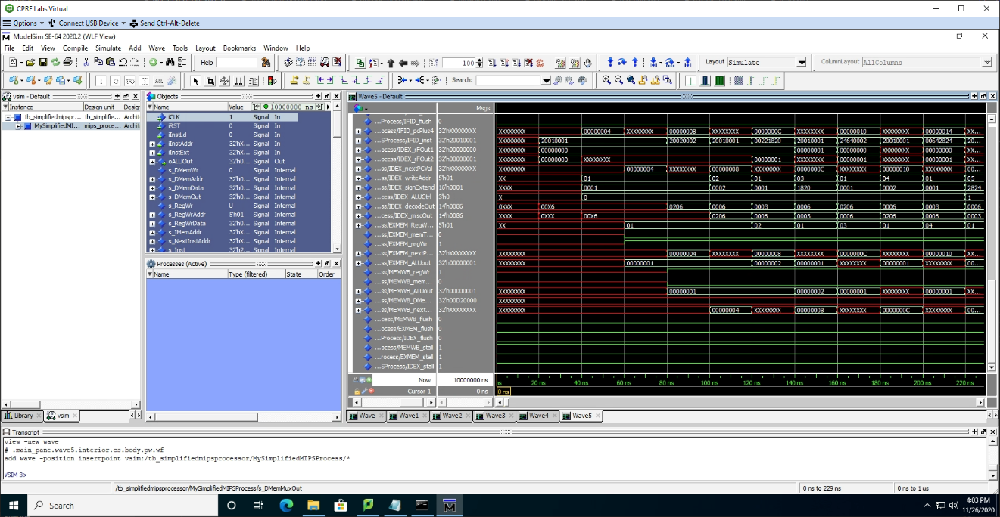 CPRE Labs Virtual
Options Connect USB Device Send Ctrl-Alt-Delete
ModelSim SE-64 2020.2 (WLF View)
File Edit View Compile Simulate Add Wave Tools Layout Bookmarks Window Help
Help 100 Layout Simulate ColumnLayout AllColumns
Search:
vsim - Default
Instance Design unit Design
tb_simplifiedmipspr... tb_simplifie... Archit
MySimplifiedMI... mips_proce... Archit
Library vsim
Objects
Name Value 10000000 ns
iCLK 1 Signal In
iRST 0 Signal In
iInstLd 0 Signal In
iInstAddr 32'hX... Signal In
iInstExt 32'hX... Signal In
oALUOut 32'h0... Signal Out
s_DMemWr 0 Signal Internal
s_DMemAddr 32'h0... Signal Internal
s_DMemData 32'h0... Signal Internal
s_DMemOut 32'h0... Signal Internal
s_RegWr U Signal Internal
s_RegWrAddr 5'h01 Signal Internal
s_RegWrData 32'h0... Signal Internal
s_IMemAddr 32'hX... Signal Internal
s_NextInstAddr 32'hX... Signal Internal
s_Inst 32'h2... Signal Internal
Processes (Active)
Name Type (filtered) State Order
Wave5 - Default
Msgs
...Process/IFID_flush 0
...ocess/IFID_pcPlus4 32'hXXXXXXXX XXXXXXXX 00000004 XXXXXXXX 00000008 XXXXXXXX 0000000C XXXXXXXX 00000010 XXXXXXXX 00000014 XX...
...SProcess/IFID_inst 32'h20010001 XXXXXXXX 20010001 20020002 20010001 00221820 20010001 24640002 20010001 00642824 20...
...ocess/IDEX_rFOut1 32'h00000000 XXXXXXXX 00000000 00000001 00000000 00000001 00000000 00000001
...ocess/IDEX_rFOut2 32'h00000001 XXXXXXXX 00000000 XXXXXXXX 00000001 XXXXXXXX 00000001 XXXXXXXX 00000001 XX...
...ss/IDEX_nextPCVal 32'hXXXXXXXX XXXXXXXX 00000004 XXXXXXXX 00000008 XXXXXXXX 0000000C XXXXXXXX 00000010 XXXXXXXX 00...
...ss/IDEX_writeAddr 5'h01 XX 01 02 01 03 01 04 01 05
...ss/IDEX_signExtend 16'h0001 XXXX 0001 0002 0001 1820 0001 0002 0001 2824
...cess/IDEX_ALUCtrl 3'h0 X 0 1
...ss/IDEX_decodeOut 14'h0086 0XXX 00X6 0206 0006 0003 0006 0206 0006 0003 0006
...cess/IDEX_miscOut 14'h0086 XXXX 0XXX 00X6 0206 0006 0003 0006 0206 0006 0003
...ss/EXMEM_RegW... 5'h01 XX 01 02 01 03 01 04 01
...ss/EXMEM_memT... 0
...ss/EXMEM_regWr 1
...ss/EXMEM_nextP... 32'hXXXXXXXX XXXXXXXX 00000004 XXXXXXXX 00000008 XXXXXXXX 0000000C XXXXXXXX 00000010 XX...
...ss/EXMEM_ALUout 32'h00000001 XXXXXXXX 00000001 00000002 00000001 XXXXXXXX 00000001 XXXXXXXX 00...
...ss/MEMWB_regWr 1
...ss/MEMWB_mem... 0
...ss/MEMWB_ALUout 32'h00000001 XXXXXXXX 00000001 00000002 00000001 XXXXXXXX 00000001 XX...
...ss/MEMWB_DMe... 32'h00D20000 XXXXXXXX
...ss/MEMWB_next... 32'hXXXXXXXX XXXXXXXX 00000004 XXXXXXXX 00000008 XXXXXXXX 0000000C XXXXXXXX 00...
...cess/MEMWB_flush 0
...ocess/EXMEM_flush 0
...Process/IDEX_flush 0
...ocess/MEMWB_stall 1
...rocess/EXMEM_stall 1
...SProcess/IDEX_stall 1
Now 10000000 ns ns 20 ns 40 ns 60 ns 80 ns 100 ns 120 ns 140 ns 160 ns 180 ns 200 ns 220 ns
Cursor 1 0 ns 0 ns
Wave Wave1 Wave2 Wave3 Wave4 Wave5
Transcript
view -new wave
# .main_pane.wave5.interior.cs.body.pw.wf
add wave -position insertpoint vsim:/tb_simplifiedmipsprocessor/MySimplifiedMIPSProcess/*
VSIM 3>
/tb_simplifiedmipsprocessor/MySimplifiedMIPSProcess/s_DMemMuxOut 0 ns to 229 ns 0 ns to 1 us
Search
4:03 PM
11/26/2020